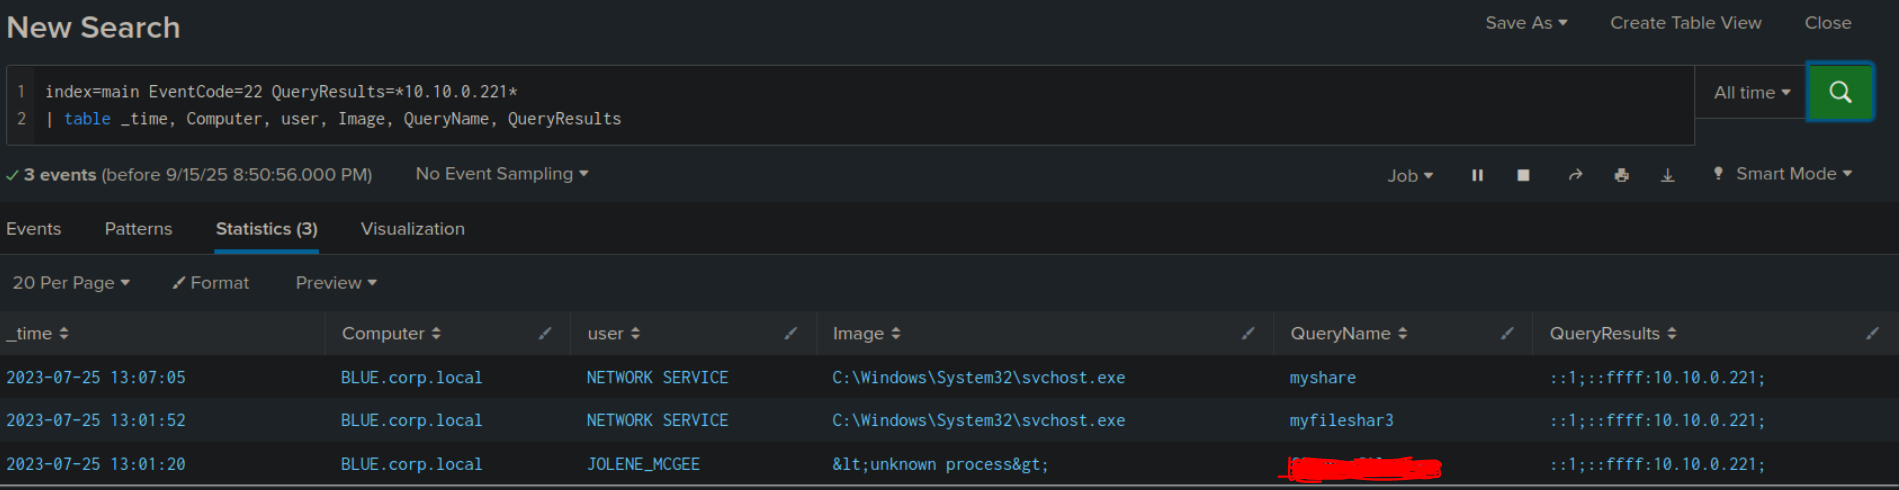 New Search
Save As Create Table View Close
1 index=main EventCode=22 QueryResults=*10.10.0.221*
2 | table _time, Computer, user, Image, QueryName, QueryResults
All time
3 events (before 9/15/25 8:50:56.000 PM) No Event Sampling Job Smart Mode
Events Patterns Statistics (3) Visualization
20 Per Page Format Preview
_time Computer user Image QueryName QueryResults
2023-07-25 13:07:05 BLUE.corp.local NETWORK SERVICE C:\Windows\System32\svchost.exe myshare ::1;::ffff:10.10.0.221;
2023-07-25 13:01:52 BLUE.corp.local NETWORK SERVICE C:\Windows\System32\svchost.exe myfileshar3 ::1;::ffff:10.10.0.221;
2023-07-25 13:01:20 BLUE.corp.local JOLENE_MCGEE &lt;unknown process&gt; ::1;::ffff:10.10.0.221;